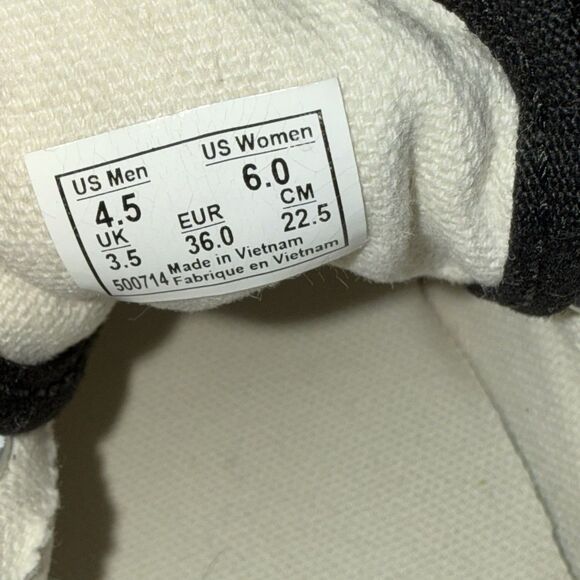 US Men US Women
4.5 6.0
UK EUR CM
3.5 36.0 22.5
500714 Made in Vietnam
Fabrique en Vietnam